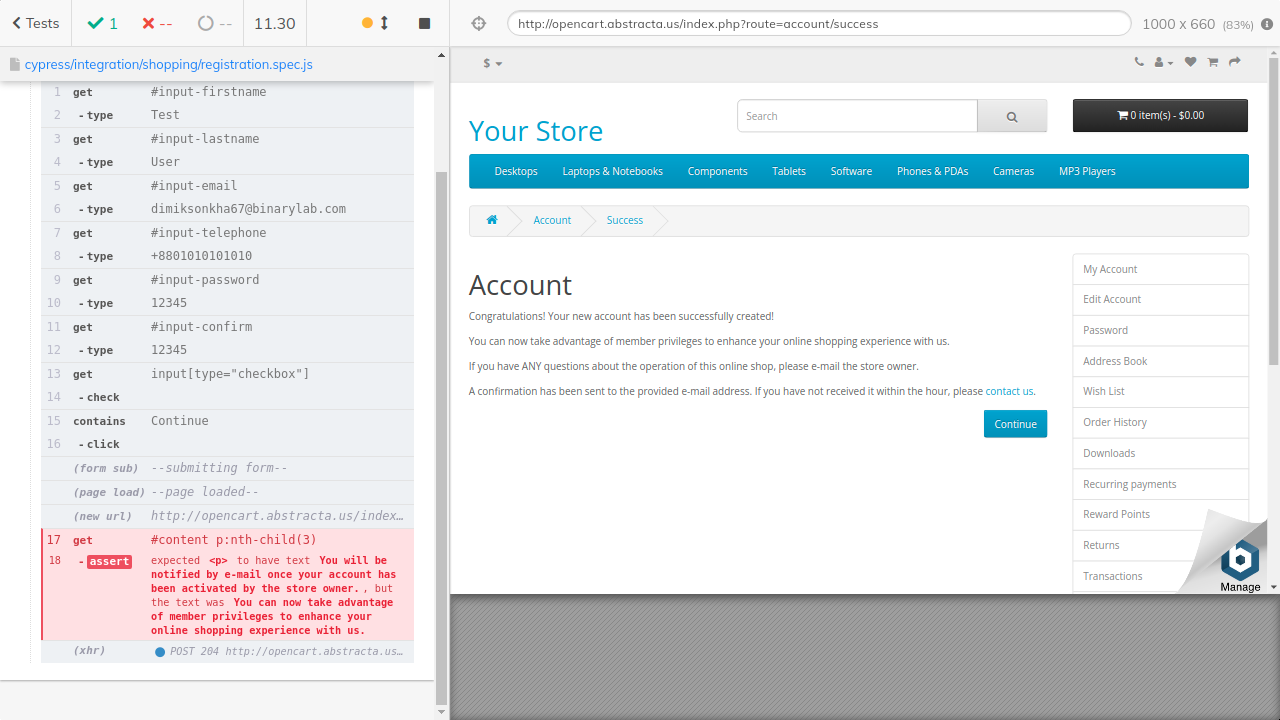 Tests 1 -- -- 11.30
cypress/integration/shopping/registration.spec.js
1 get #input-firstname
2 -type Test
3 get #input-lastname
4 -type User
5 get #input-email
6 -type dimiksonkha67@binarylab.com
7 get #input-telephone
8 -type +8801010101010
9 get #input-password
10 -type 12345
11 get #input-confirm
12 -type 12345
13 get input[type="checkbox"]
14 -check
15 contains Continue
16 -click
(form sub) --submitting form--
(page load) --page loaded--
(new url) http://opencart.abstracta.us/index…
17 get #content p:nth-child(3)
18 -assert expected <p> to have text You will be
notified by e-mail once your account has
been activated by the store owner. , but
the text was You can now take advantage
of member privileges to enhance your
online shopping experience with us.
(xhr) POST 204 http://opencart.abstracta.us…
http://opencart.abstracta.us/index.php?route=account/success 1000 x 660 (83%)
$
Your Store
Search
0 item(s) - $0.00
Desktops Laptops & Notebooks Components Tablets Software Phones & PDAs Cameras MP3 Players
Account Success
Account
Congratulations! Your new account has been successfully created!
You can now take advantage of member privileges to enhance your online shopping experience with us.
If you have ANY questions about the operation of this online shop, please e-mail the store owner.
A confirmation has been sent to the provided e-mail address. If you have not received it within the hour, please contact us.
Continue
My Account
Edit Account
Password
Address Book
Wish List
Order History
Downloads
Recurring payments
Reward Points
Returns
Transactions
Manage